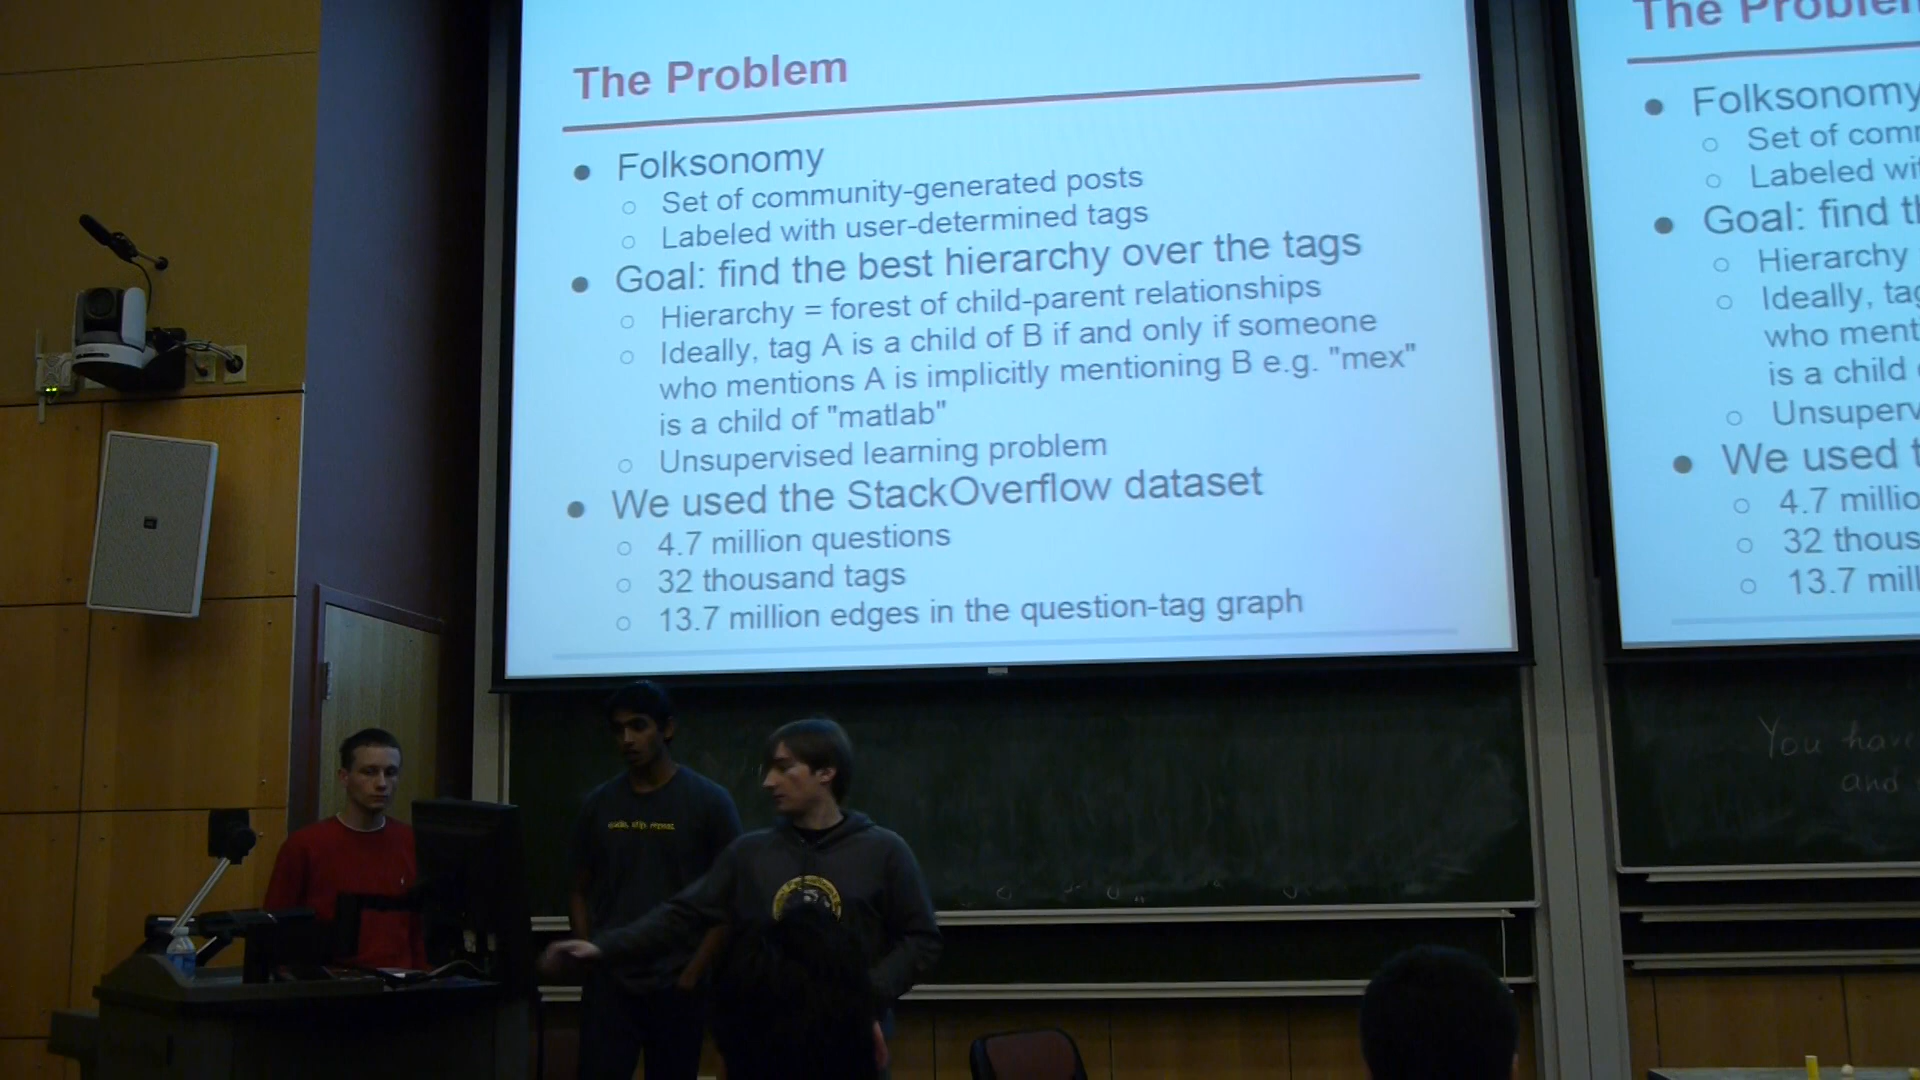 The Problem
● Folksonomy
○ Set of community-generated posts
○ Labeled with user-determined tags
● Goal: find the best hierarchy over the tags
○ Hierarchy = forest of child-parent relationships
○ Ideally, tag A is a child of B if and only if someone
who mentions A is implicitly mentioning B e.g. "mex"
is a child of "matlab"
○ Unsupervised learning problem
● We used the StackOverflow dataset
○ 4.7 million questions
○ 32 thousand tags
○ 13.7 million edges in the question-tag graph
The Problem
● Folksonomy
○ Set of com
○ Labeled wi
● Goal: find t
○ Hierarchy
○ Ideally, tag
who ment
is a child
○ Unsuperv
● We used t
○ 4.7 millio
○ 32 thous
○ 13.7 mill
You have
and
code. ship. repeat.